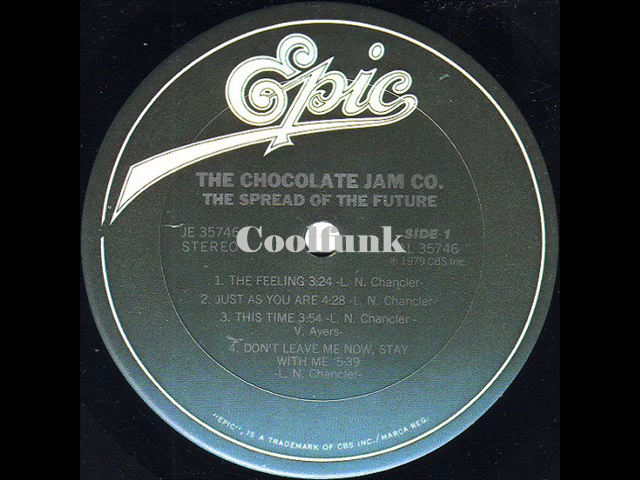 Epic
THE CHOCOLATE JAM CO.
THE SPREAD OF THE FUTURE
JE 35746
STEREO
Coolfunk
SIDE 1
L 35746
℗ 1979 CBS Inc.
1. THE FEELING 3:24 -L. N. Chancler-
2. JUST AS YOU ARE 4:28 -L. N. Chancler-
3. THIS TIME 3:54 -L. N. Chancler -
V. Ayers-
4. DON'T LEAVE ME NOW, STAY
WITH ME 5:39
-L. N. Chancler-
"EPIC", IS A TRADEMARK OF CBS INC./MARCA REG.